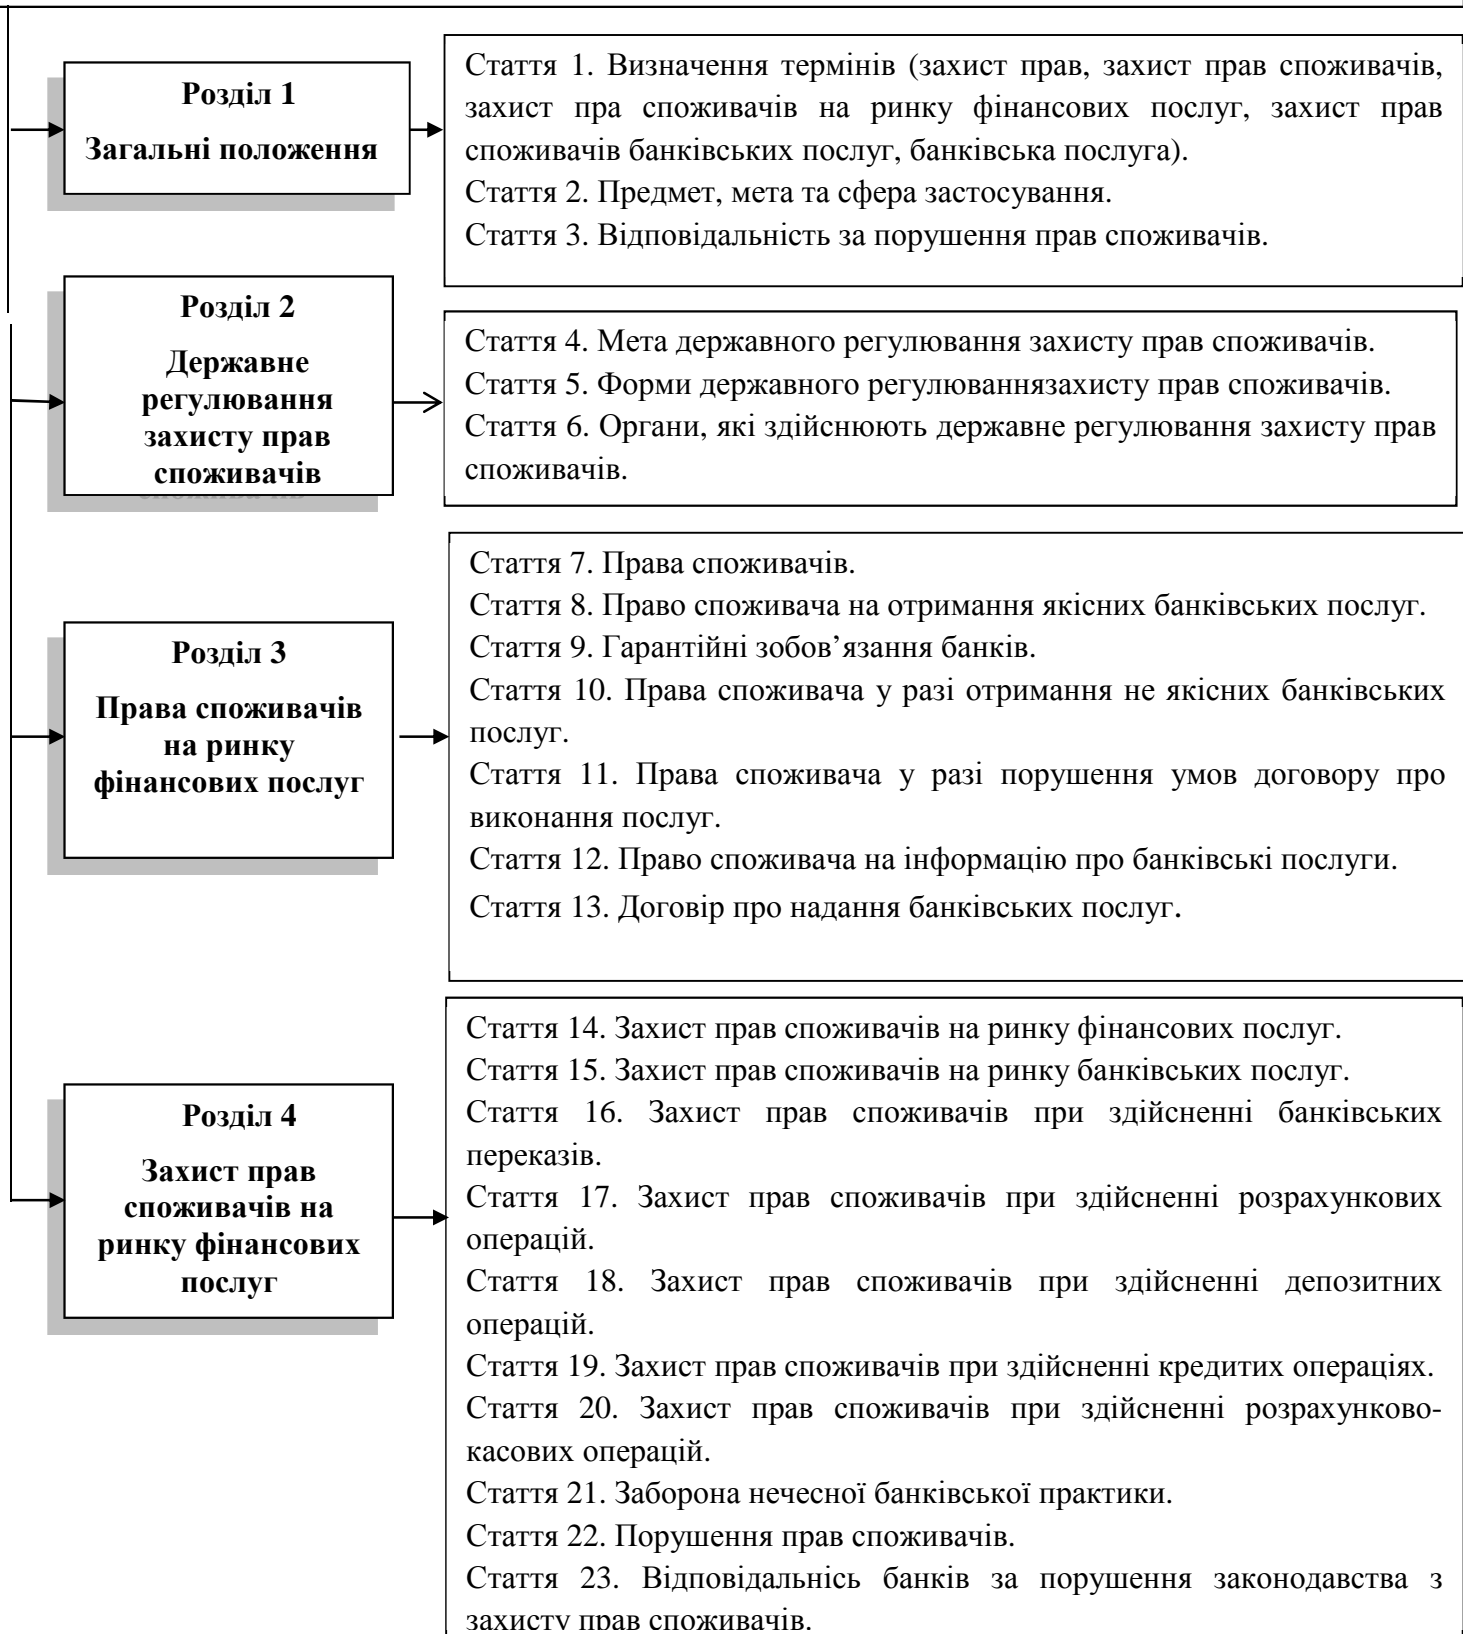 Розділ 1
Загальні положення
Стаття 1. Визначення термінів (захист прав, захист прав споживачів,
захист пра споживачів на ринку фінансових послуг, захист прав
споживачів банківських послуг, банківська послуга).
Стаття 2. Предмет, мета та сфера застосування.
Стаття 3. Відповідальність за порушення прав споживачів.
Розділ 2
Державне
регулювання
захисту прав
споживачів
Стаття 4. Мета державного регулювання захисту прав споживачів.
Стаття 5. Форми державного регулюваннязахисту прав споживачів.
Стаття 6. Органи, які здійснюють державне регулювання захисту прав
споживачів.
Розділ 3
Права споживачів
на ринку
фінансових послуг
Стаття 7. Права споживачів.
Стаття 8. Право споживача на отримання якісних банківських послуг.
Стаття 9. Гарантійні зобов’язання банків.
Стаття 10. Права споживача у разі отримання не якісних банківських
послуг.
Стаття 11. Права споживача у разі порушення умов договору про
виконання послуг.
Стаття 12. Право споживача на інформацію про банківські послуги.
Стаття 13. Договір про надання банківських послуг.
Розділ 4
Захист прав
споживачів на
ринку фінансових
послуг
Стаття 14. Захист прав споживачів на ринку фінансових послуг.
Стаття 15. Захист прав споживачів на ринку банківських послуг.
Стаття 16. Захист прав споживачів при здійсненні банківських
переказів.
Стаття 17. Захист прав споживачів при здійсненні розрахункових
операцій.
Стаття 18. Захист прав споживачів при здійсненні депозитних
операцій.
Стаття 19. Захист прав споживачів при здійсненні кредитих операціях.
Стаття 20. Захист прав споживачів при здійсненні розрахунково-
касових операцій.
Стаття 21. Заборона нечесної банківської практики.
Стаття 22. Порушення прав споживачів.
Стаття 23. Відповідальнісь банків за порушення законодавства з
захисту прав споживачів.